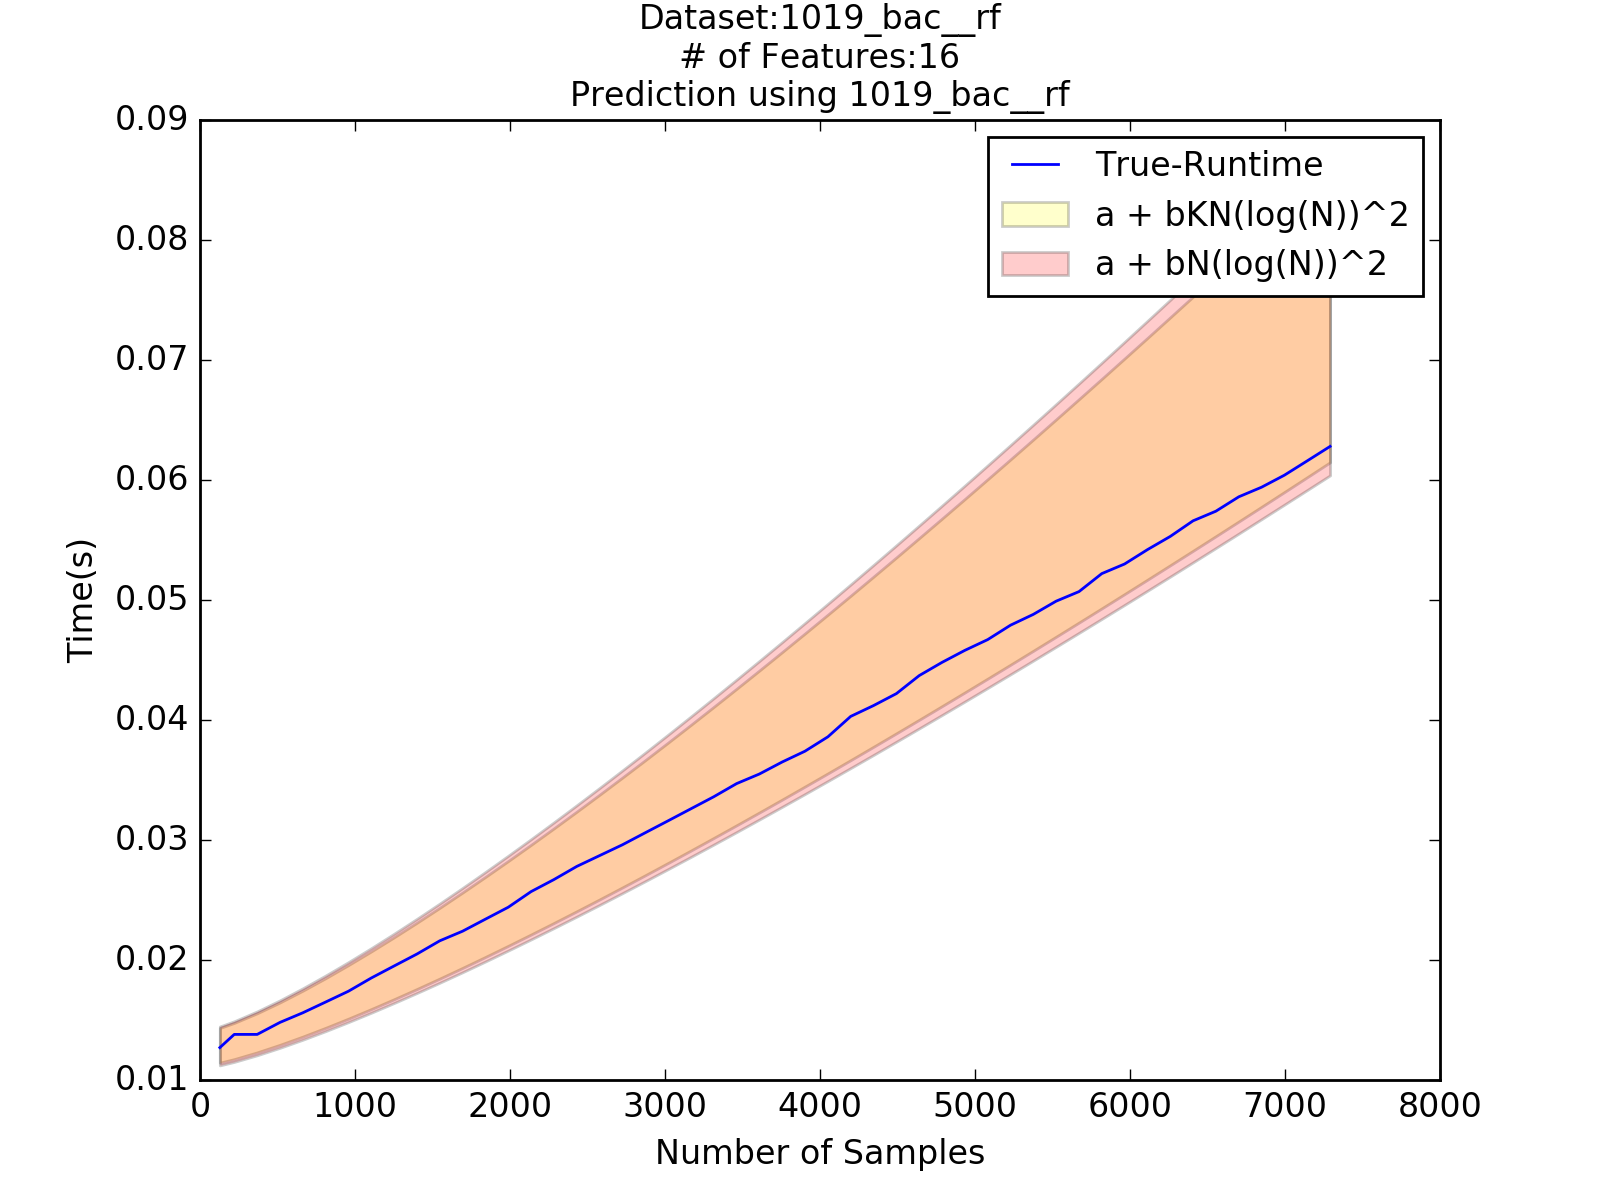 Dataset:1019_bac__rf
# of Features:16
Prediction using 1019_bac__rf
True-Runtime
a + bKN(log(N))^2
a + bN(log(N))^2
0.09
0.08
0.07
0.06
0.05
0.04
0.03
0.02
0.01
Time(s)
0 1000 2000 3000 4000 5000 6000 7000 8000
Number of Samples